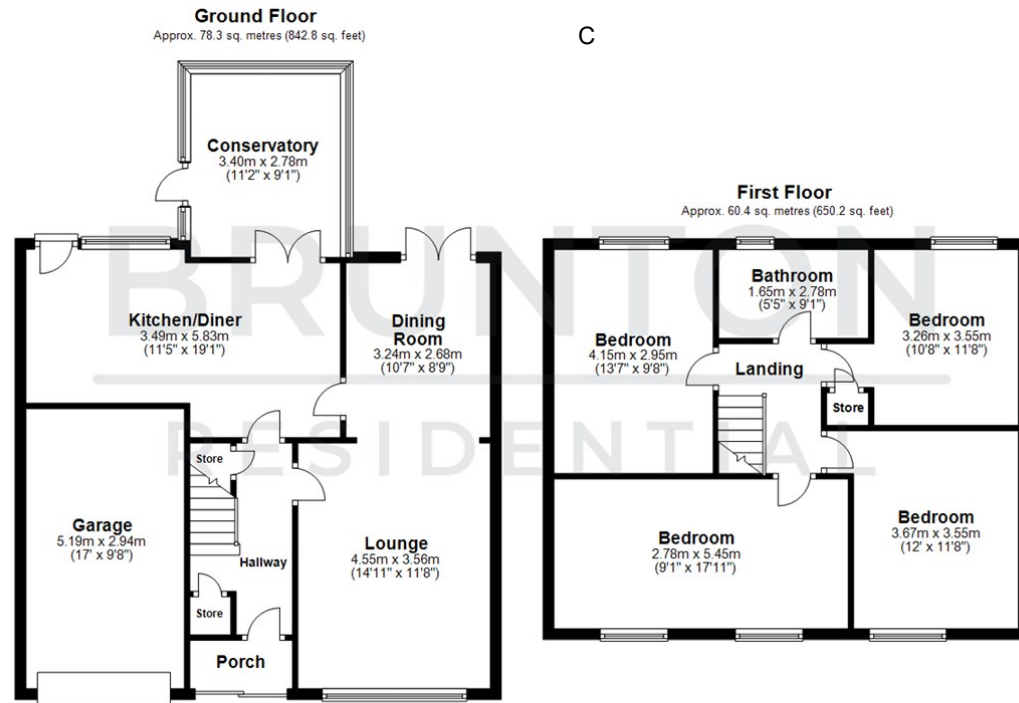 Ground Floor
Approx. 78.3 sq. metres (842.8 sq. feet)
C
Conservatory
3.40m x 2.78m
(11'2" x 9'1")
Kitchen/Diner
3.49m x 5.83m
(11'5" x 19'1")
Dining
Room
3.24m x 2.68m
(10'7" x 8'9")
Store
Garage
5.19m x 2.94m
(17' x 9'8")
Hallway
Lounge
4.55m x 3.56m
(14'11" x 11'8")
Store
Porch
First Floor
Approx. 60.4 sq. metres (650.2 sq. feet)
Bathroom
1.65m x 2.78m
(5'5" x 9'1")
Bedroom
4.15m x 2.95m
(13'7" x 9'8")
Bedroom
3.26m x 3.55m
(10'8" x 11'8")
Landing
Store
Bedroom
2.78m x 5.45m
(9'1" x 17'11")
Bedroom
3.67m x 3.55m
(12' x 11'8")
BRUNTON
RESIDENTIAL